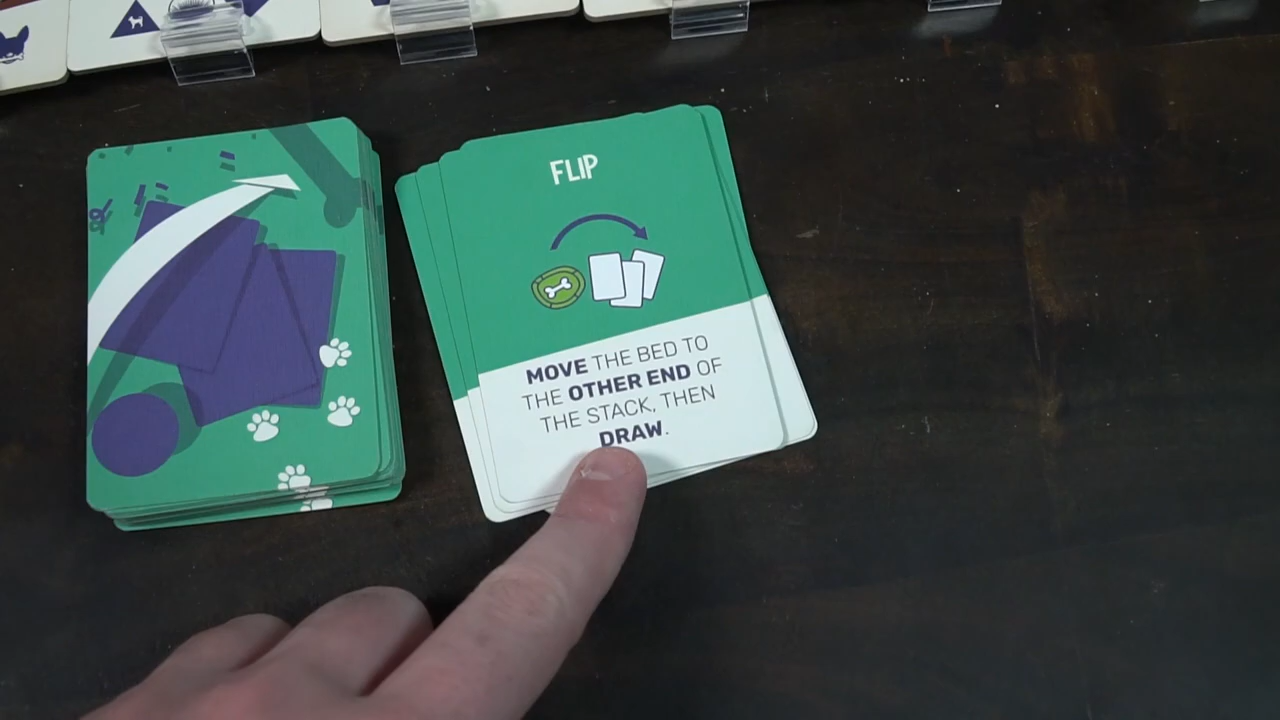 FLIP
MOVE THE BED TO
THE OTHER END OF
THE STACK, THEN
DRAW.